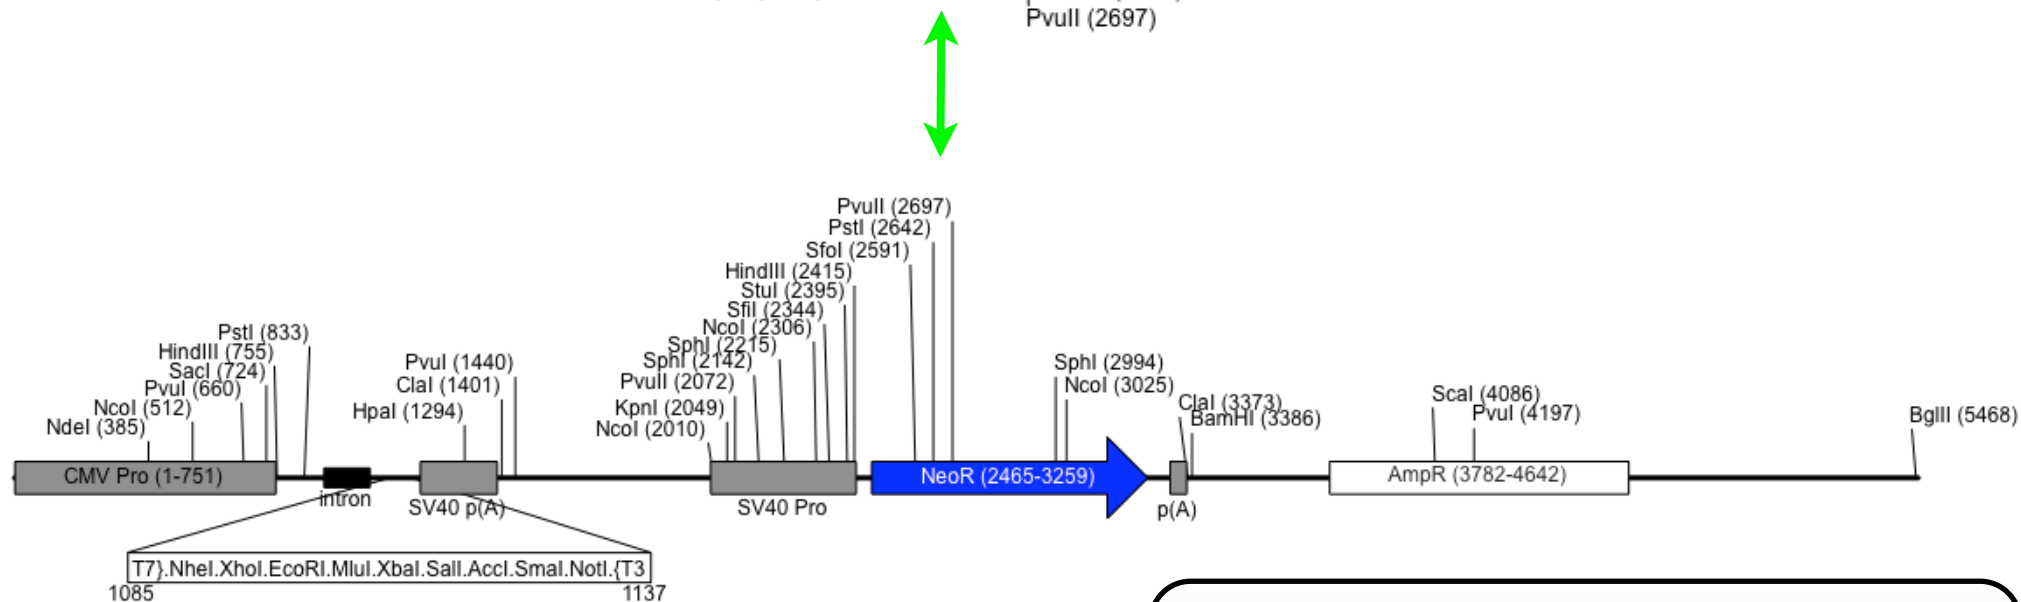 PvuII (2697)
PvuII (2697)
PstI (2642)
SfoI (2591)
HindIII (2415)
StuI (2395)
SfiI (2344)
NcoI (2306)
SphI (2215)
SphI (2142)
PvuII (2072)
KpnI (2049)
NcoI (2010)
PstI (833)
HindIII (755)
SacI (724)
PvuI (660)
NcoI (512)
NdeI (385)
PvuI (1440)
ClaI (1401)
HpaI (1294)
SphI (2994)
NcoI (3025)
ClaI (3373)
BamHI (3386)
ScaI (4086)
PvuI (4197)
BglII (5468)
CMV Pro (1-751)
intron
SV40 p(A)
SV40 Pro
NeoR (2465-3259)
p(A)
AmpR (3782-4642)
T7}.NheI.XhoI.EcoRI.MluI.XbaI.SalI.AccI.SmaI.NotI.{T3
1085 1137